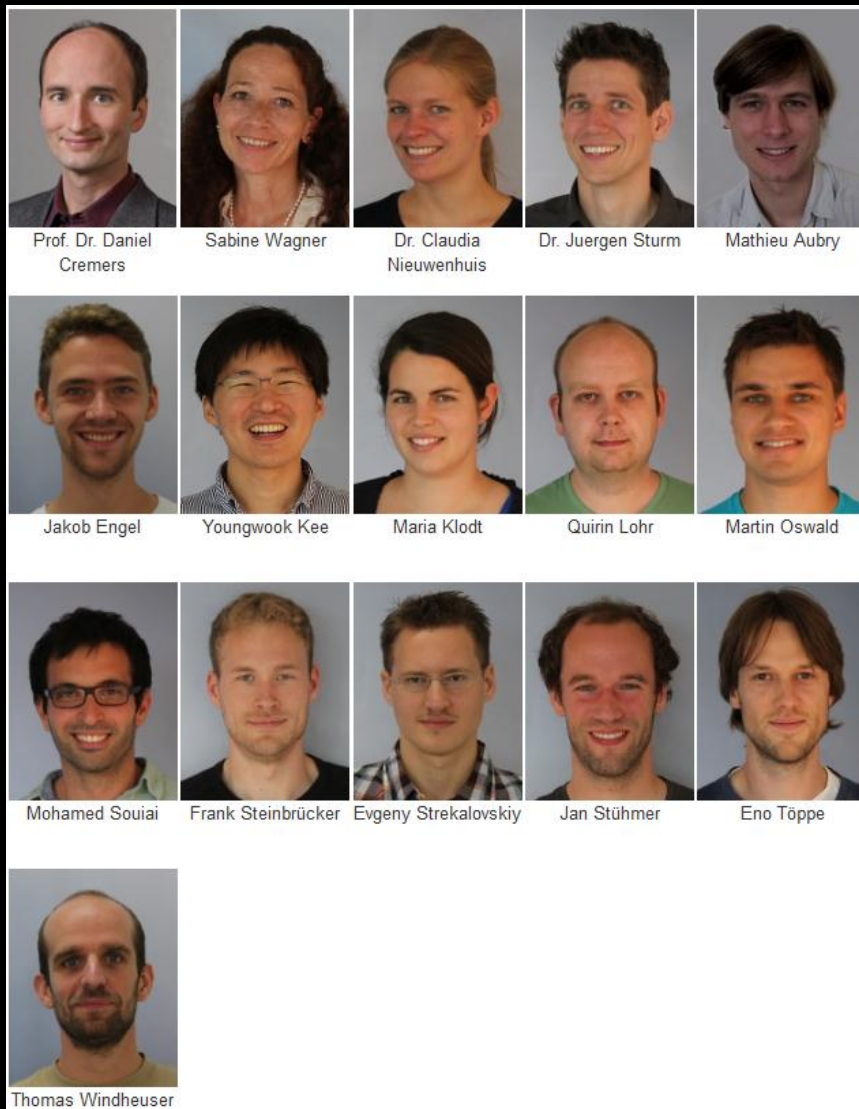 Prof. Dr. Daniel
Cremers
Sabine Wagner
Dr. Claudia
Nieuwenhuis
Dr. Juergen Sturm
Mathieu Aubry
Jakob Engel
Youngwook Kee
Maria Klodt
Quirin Lohr
Martin Oswald
Mohamed Souiai
Frank Steinbrücker
Evgeny Strekalovskiy
Jan Stühmer
Eno Töppe
Thomas Windheuser